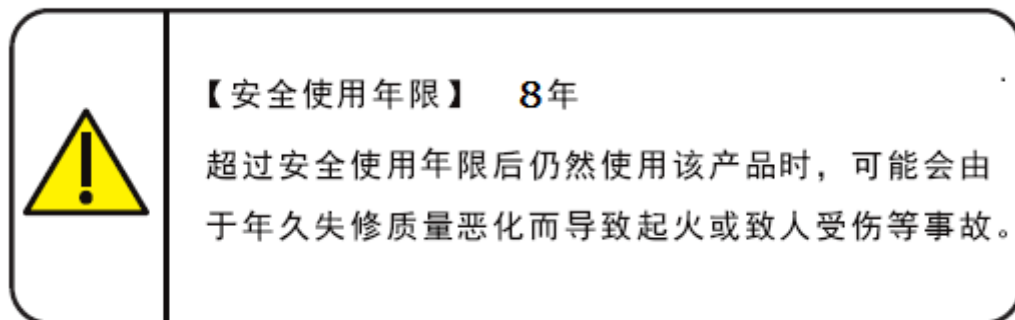 【安全使用年限】 8年
超过安全使用年限后仍然使用该产品时，可能会由
于年久失修质量恶化而导致起火或致人受伤等事故。